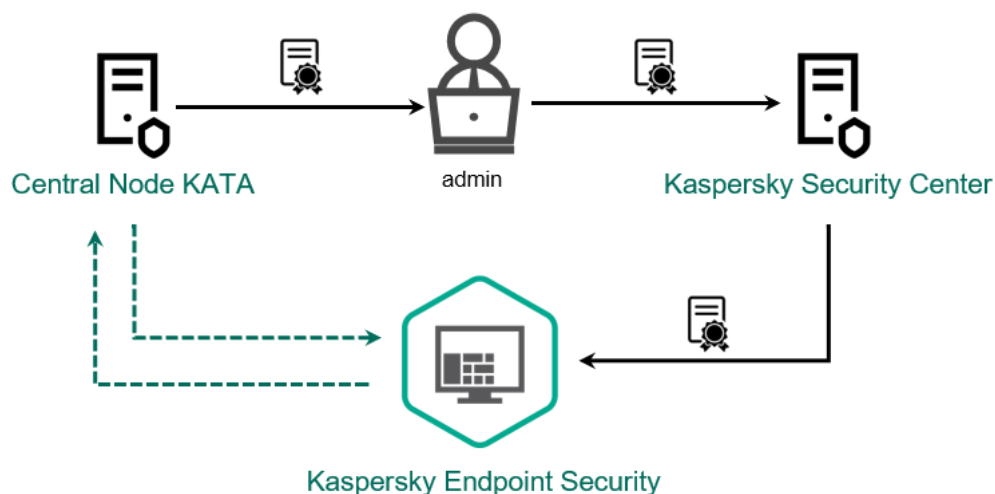 Central Node KATA
admin
Kaspersky Security Center
Kaspersky Endpoint Security